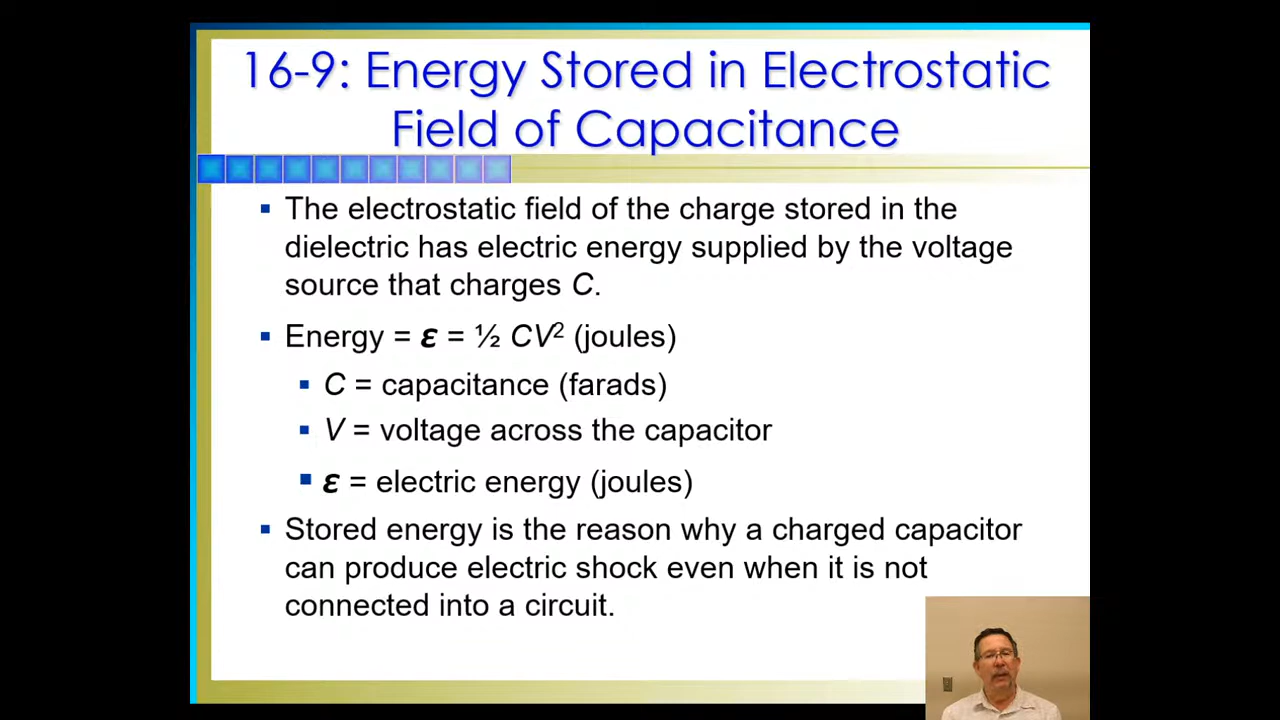 16-9: Energy Stored in Electrostatic
Field of Capacitance
▪ The electrostatic field of the charge stored in the
dielectric has electric energy supplied by the voltage
source that charges C.
▪ Energy = ε = ½ CV² (joules)
▪ C = capacitance (farads)
▪ V = voltage across the capacitor
▪ ε = electric energy (joules)
▪ Stored energy is the reason why a charged capacitor
can produce electric shock even when it is not
connected into a circuit.